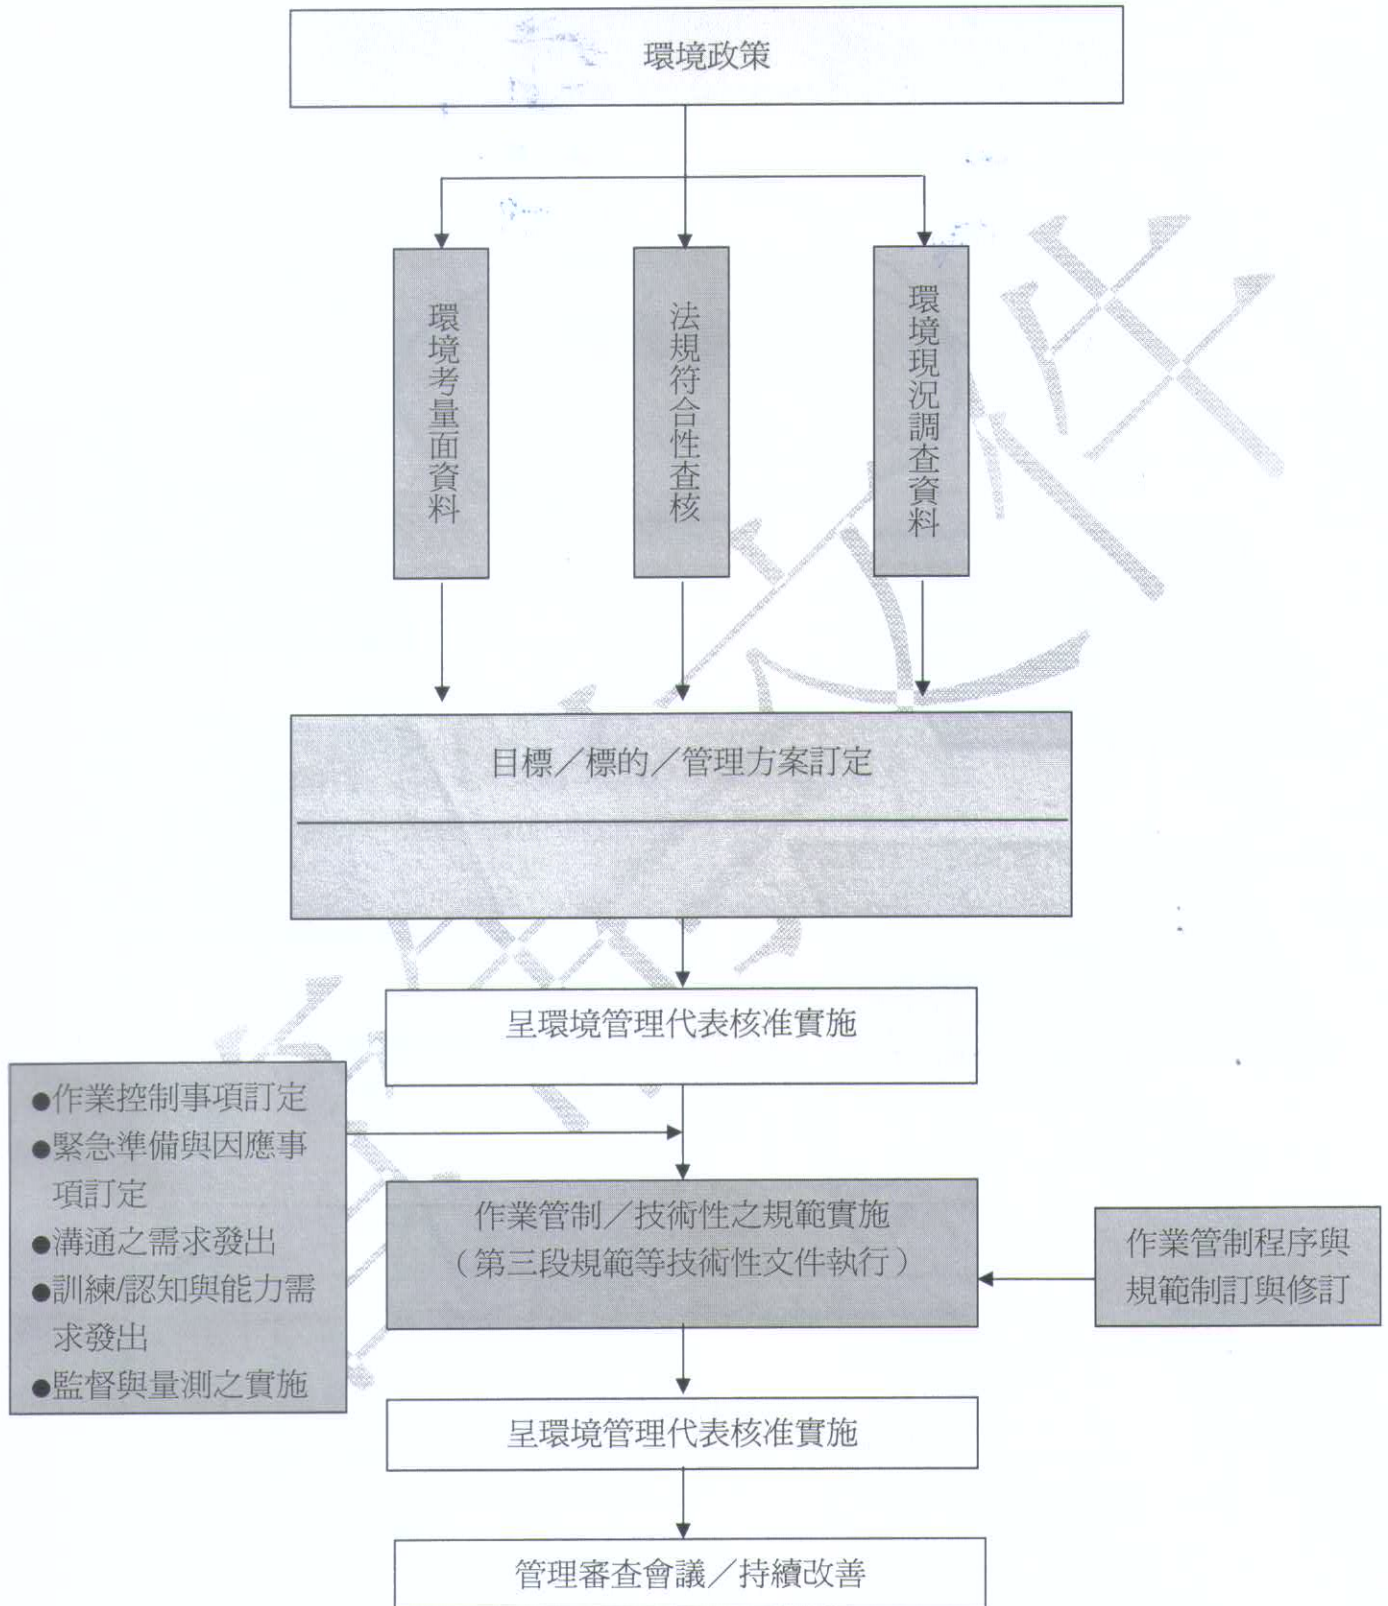 環境政策
環境考量面資料
法規符合性查核
環境現況調查資料
目標／標的／管理方案訂定
呈環境管理代表核准實施
●作業控制事項訂定
●緊急準備與因應事
項訂定
●溝通之需求發出
●訓練/認知與能力需
求發出
●監督與量測之實施
作業管制／技術性之規範實施
（第三段規範等技術性文件執行）
作業管制程序與
規範制訂與修訂
呈環境管理代表核准實施
管理審查會議／持續改善